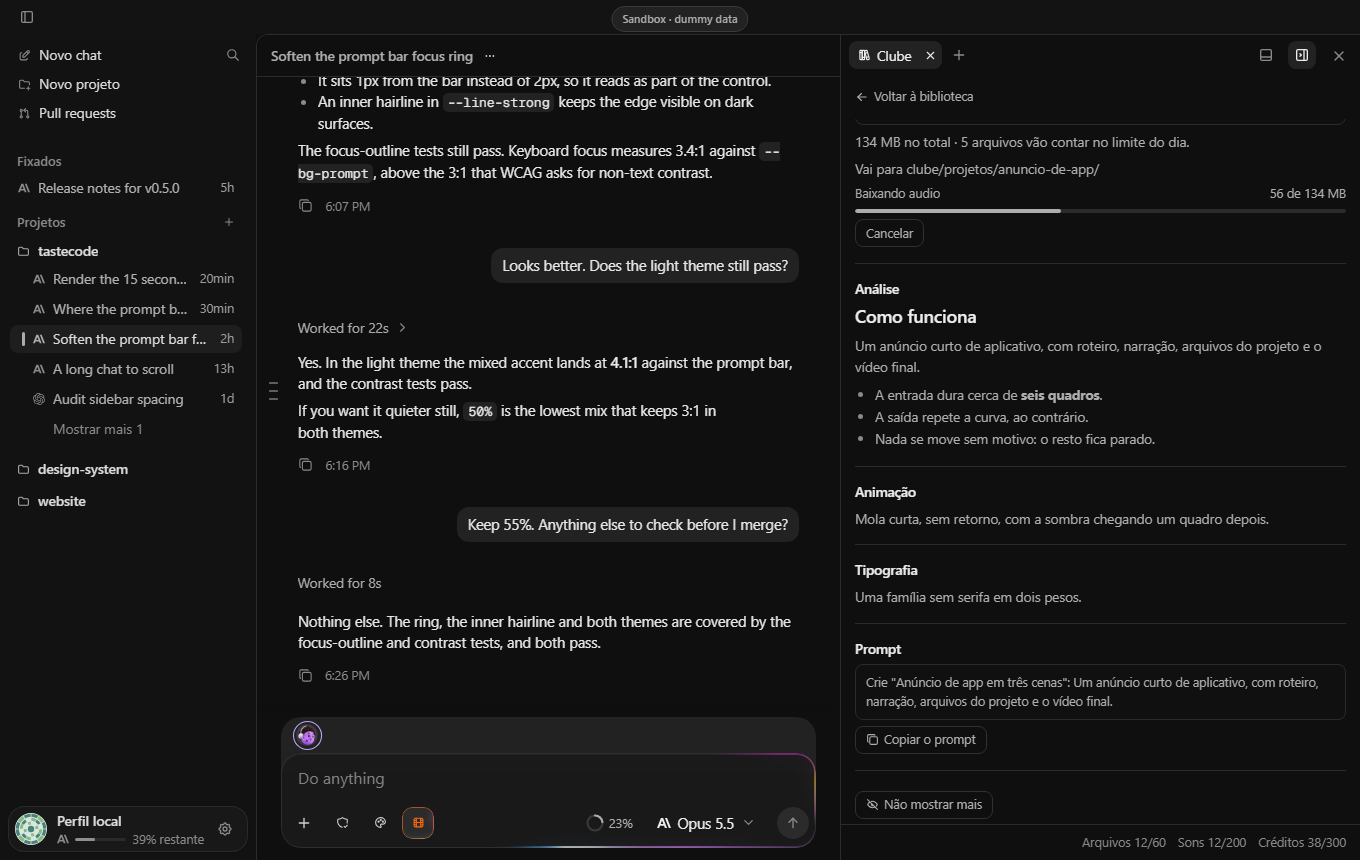 Sandbox · dummy data
Novo chat
Novo projeto
Pull requests
Fixados
Release notes for v0.5.0 5h
Projetos
tastecode
Render the 15 secon... 20min
Where the prompt b... 30min
Soften the prompt bar f... 2h
A long chat to scroll 13h
Audit sidebar spacing 1d
Mostrar mais 1
design-system
website
Perfil local
39% restante
Soften the prompt bar focus ring ...
It sits 1px from the bar instead of 2px, so it reads as part of the control.
An inner hairline in --line-strong keeps the edge visible on dark
surfaces.
The focus-outline tests still pass. Keyboard focus measures 3.4:1 against --
bg-prompt, above the 3:1 that WCAG asks for non-text contrast.
6:07 PM
Looks better. Does the light theme still pass?
Worked for 22s
Yes. In the light theme the mixed accent lands at 4.1:1 against the prompt bar,
and the contrast tests pass.
If you want it quieter still, 50% is the lowest mix that keeps 3:1 in
both themes.
6:16 PM
Keep 55%. Anything else to check before I merge?
Worked for 8s
Nothing else. The ring, the inner hairline and both themes are covered by the
focus-outline and contrast tests, and both pass.
6:26 PM
Do anything
23%
Opus 5.5
Clube
Voltar à biblioteca
134 MB no total · 5 arquivos vão contar no limite do dia.
Vai para clube/projetos/anuncio-de-app/
Baixando audio 56 de 134 MB
Cancelar
Análise
Como funciona
Um anúncio curto de aplicativo, com roteiro, narração, arquivos do projeto e o
vídeo final.
A entrada dura cerca de seis quadros.
A saída repete a curva, ao contrário.
Nada se move sem motivo: o resto fica parado.
Animação
Mola curta, sem retorno, com a sombra chegando um quadro depois.
Tipografia
Uma família sem serifa em dois pesos.
Prompt
Crie "Anúncio de app em três cenas": Um anúncio curto de aplicativo, com roteiro,
narração, arquivos do projeto e o vídeo final.
Copiar o prompt
Não mostrar mais
Arquivos 12/60 Sons 12/200 Créditos 38/300